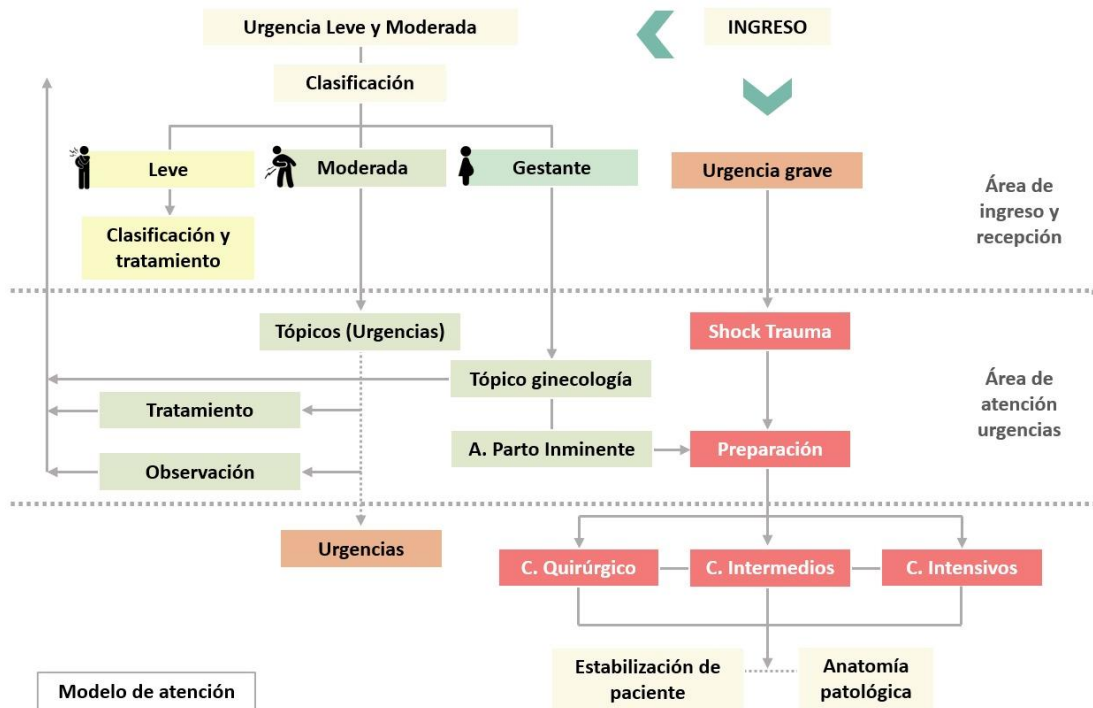 Urgencia Leve y Moderada
INGRESO
Clasificación
Leve
Moderada
Gestante
Urgencia grave
Clasificación y
tratamiento
Área de
ingreso y
recepción
Tópicos (Urgencias)
Shock Trauma
Tópico ginecología
Tratamiento
Área de
atención
urgencias
A. Parto Inminente
Preparación
Observación
Urgencias
C. Quirúrgico
C. Intermedios
C. Intensivos
Estabilización de
paciente
Anatomía
patológica
Modelo de atención